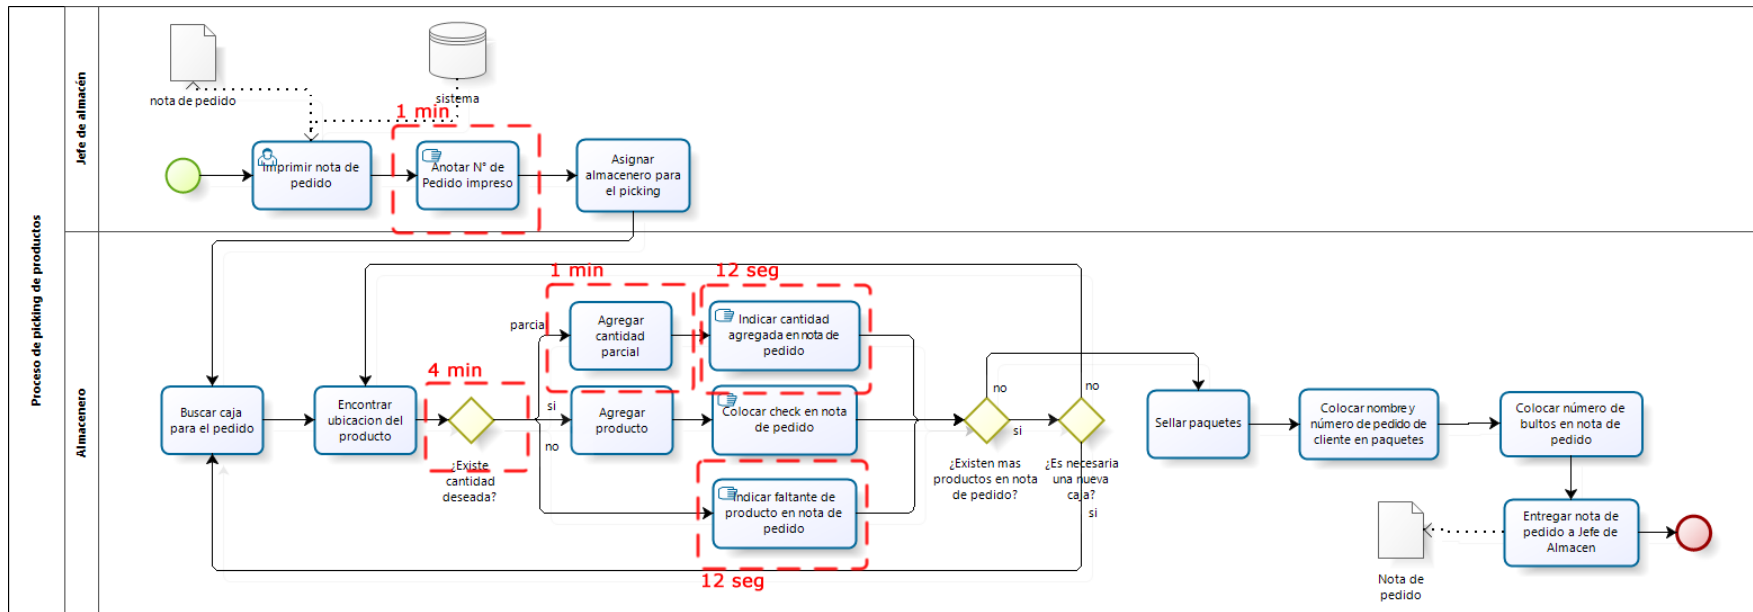 Proceso de picking de productos
Jefe de almacén
nota de pedido
sistema
1 min
Imprimir nota de
pedido
Anotar N° de
Pedido impreso
Asignar
almacenero para
el picking
Almacenero
1 min
12 seg
parcial
Agregar
cantidad
parcial
Indicar cantidad
agregada en nota de
pedido
4 min
Buscar caja
para el pedido
Encontrar
ubicacion del
producto
¿Existe
cantidad
deseada?
si
no
Agregar
producto
Colocar check en nota
de pedido
Indicar faltante de
producto en nota de
pedido
12 seg
no
si
¿Existen mas
productos en nota
de pedido?
no
¿Es necesaria
una nueva
caja?
si
Sellar paquetes
Colocar nombre y
número de pedido de
cliente en paquetes
Colocar número de
bultos en nota de
pedido
Entregar nota de
pedido a Jefe de
Almacen
Nota de
pedido